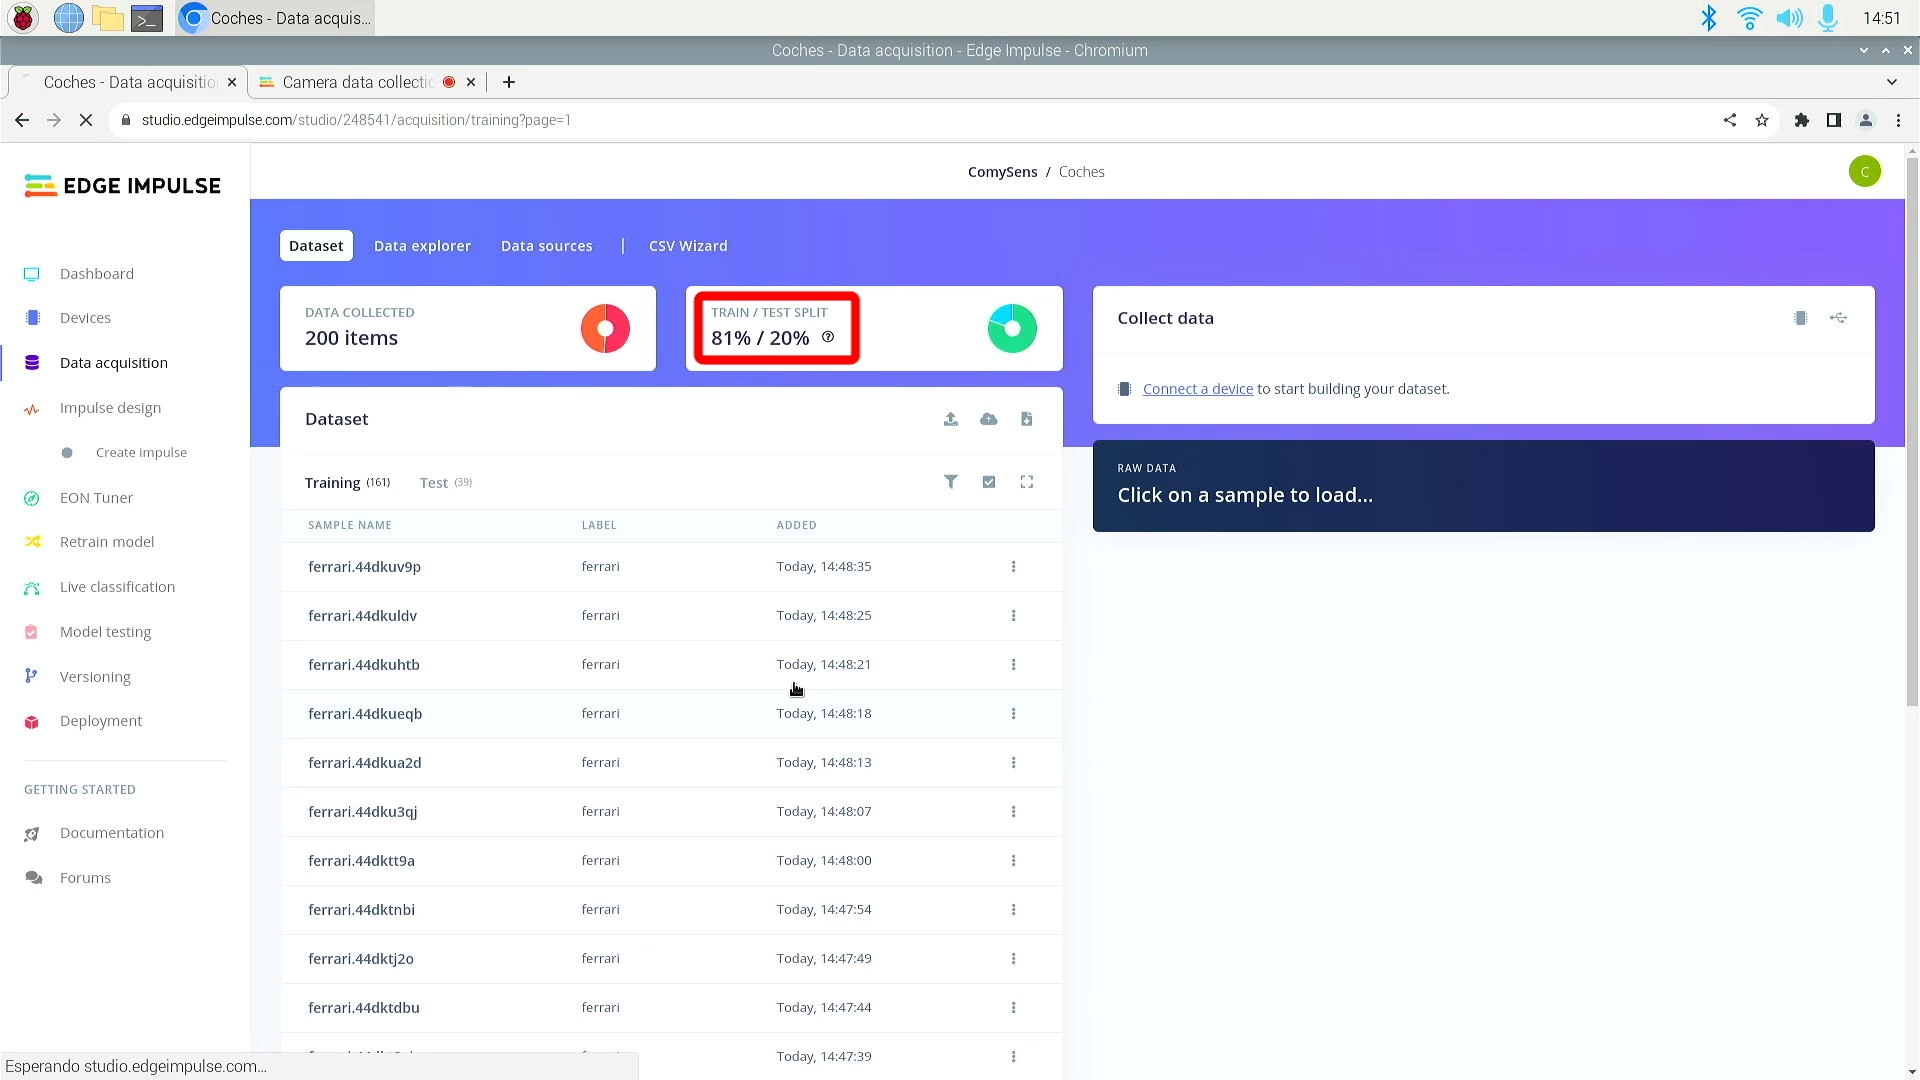 Coches - Data acquis...
14:51
Coches - Data acquisition - Edge Impulse - Chromium
Coches - Data acquisitio
Camera data collectio
studio.edgeimpulse.com/studio/248541/acquisition/training?page=1
EDGE IMPULSE
ComySens / Coches
C
Dashboard
Devices
Data acquisition
Impulse design
Create impulse
EON Tuner
Retrain model
Live classification
Model testing
Versioning
Deployment
GETTING STARTED
Documentation
Forums
Dataset Data explorer Data sources | CSV Wizard
DATA COLLECTED
200 items
TRAIN / TEST SPLIT
81% / 20%
Collect data
Connect a device to start building your dataset.
RAW DATA
Click on a sample to load...
Dataset
Training (161) Test (39)
SAMPLE NAME LABEL ADDED
ferrari.44dkuv9p ferrari Today, 14:48:35
ferrari.44dkuldv ferrari Today, 14:48:25
ferrari.44dkuhtb ferrari Today, 14:48:21
ferrari.44dkueqb ferrari Today, 14:48:18
ferrari.44dkua2d ferrari Today, 14:48:13
ferrari.44dku3qj ferrari Today, 14:48:07
ferrari.44dktt9a ferrari Today, 14:48:00
ferrari.44dktnbi ferrari Today, 14:47:54
ferrari.44dktj2o ferrari Today, 14:47:49
ferrari.44dktdbu ferrari Today, 14:47:44
Today, 14:47:39
Esperando studio.edgeimpulse.com...